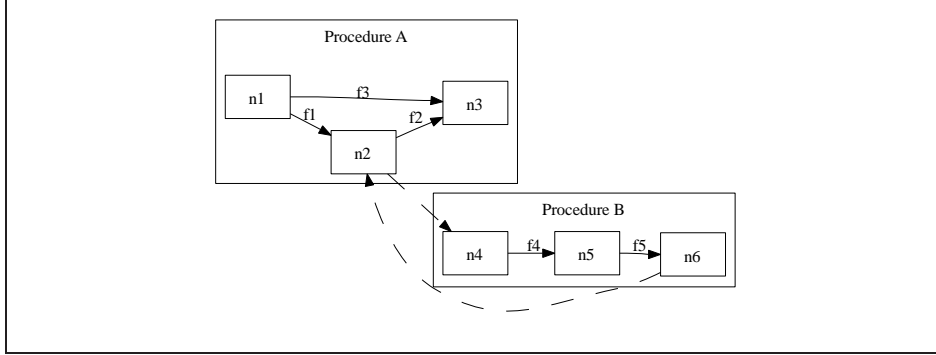 Procedure A
n1
f3
n3
f1
f2
n2
Procedure B
n4
f4
n5
f5
n6